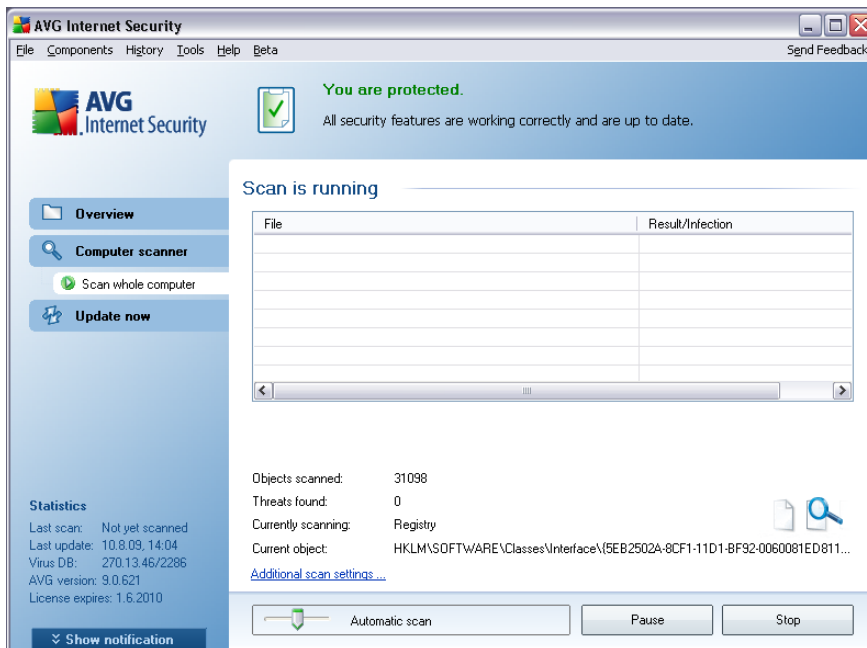 AVG Internet Security
File Components History Tools Help Beta Send Feedback
AVG
Internet Security
You are protected.
All security features are working correctly and are up to date.
Scan is running
Overview
Computer scanner
Scan whole computer
Update now
File Result/Infection
Objects scanned: 31098
Threats found: 0
Currently scanning: Registry
Current object: HKLM\SOFTWARE\Classes\Interface\{5EB2502A-8CF1-11D1-BF92-0060081ED811...
Additional scan settings ...
Statistics
Last scan: Not yet scanned
Last update: 10.8.09, 14:04
Virus DB: 270.13.46/2286
AVG version: 9.0.621
License expires: 1.6.2010
Show notification
Automatic scan Pause Stop